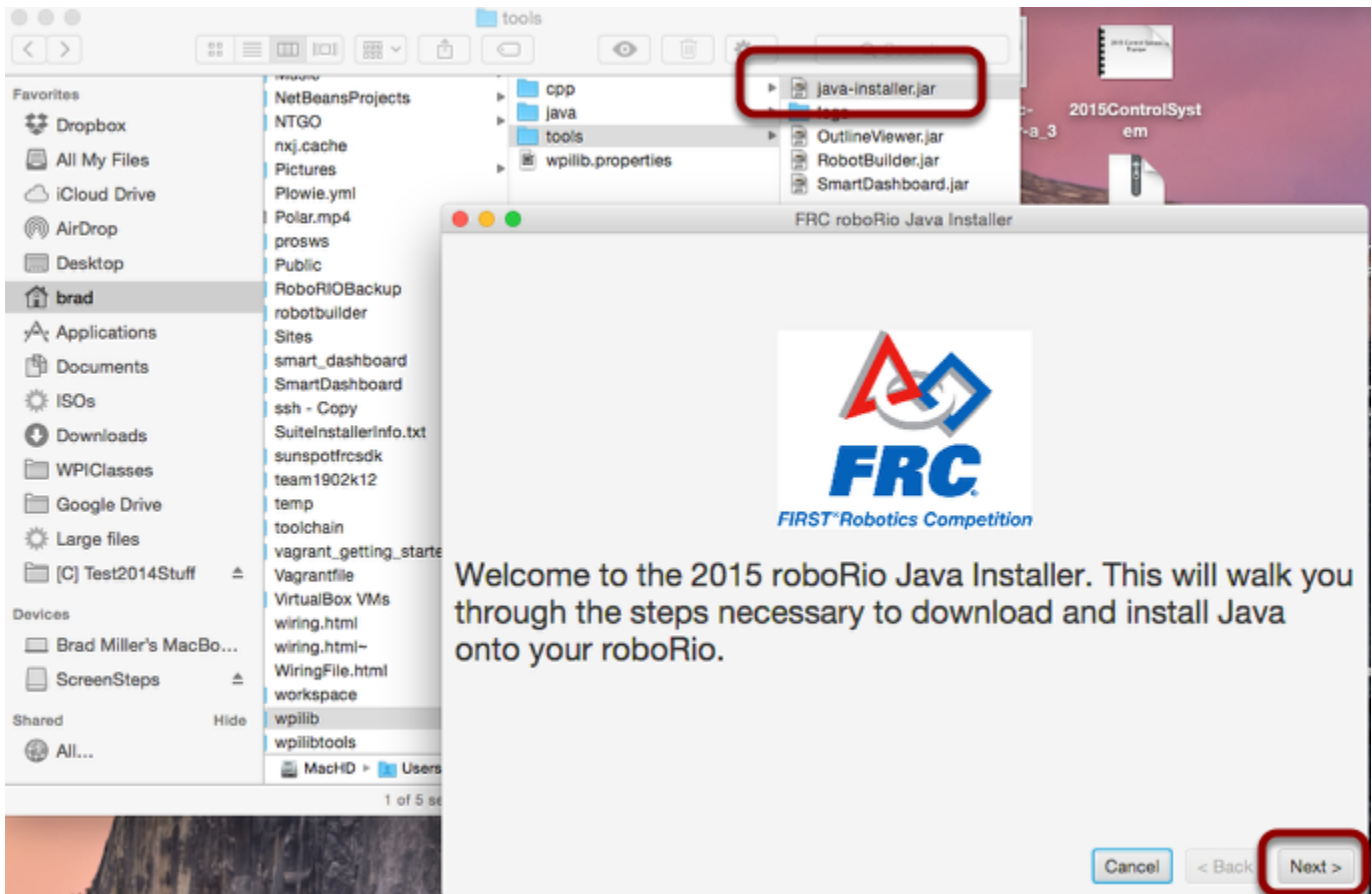 tools
Favorites
Dropbox
All My Files
iCloud Drive
AirDrop
Desktop
brad
Applications
Documents
ISOs
Downloads
WPIClasses
Google Drive
Large files
[C] Test2014Stuff
Devices
Brad Miller's MacBo...
ScreenSteps
Shared Hide
All...
Music
NetBeansProjects
NTGO
nxj.cache
Pictures
Plowie.yml
Polar.mp4
prosws
Public
RoboRIOBackup
robotbuilder
Sites
smart_dashboard
SmartDashboard
ssh - Copy
SuiteInstallerInfo.txt
sunspotfrcsdk
team1902k12
temp
toolchain
vagrant_getting_starte
Vagrantfile
VirtualBox VMs
wiring.html
wiring.html~
WiringFile.html
workspace
wpilib
wpilibtools
MacHD ▸ Users
1 of 5 se
cpp
java
tools
wpilib.properties
java-installer.jar
OutlineViewer.jar
RobotBuilder.jar
SmartDashboard.jar
-a_3
2015ControlSyst
em
FRC roboRio Java Installer
FRC
FIRST® Robotics Competition
Welcome to the 2015 roboRio Java Installer. This will walk you
through the steps necessary to download and install Java
onto your roboRio.
Cancel
< Back
Next >